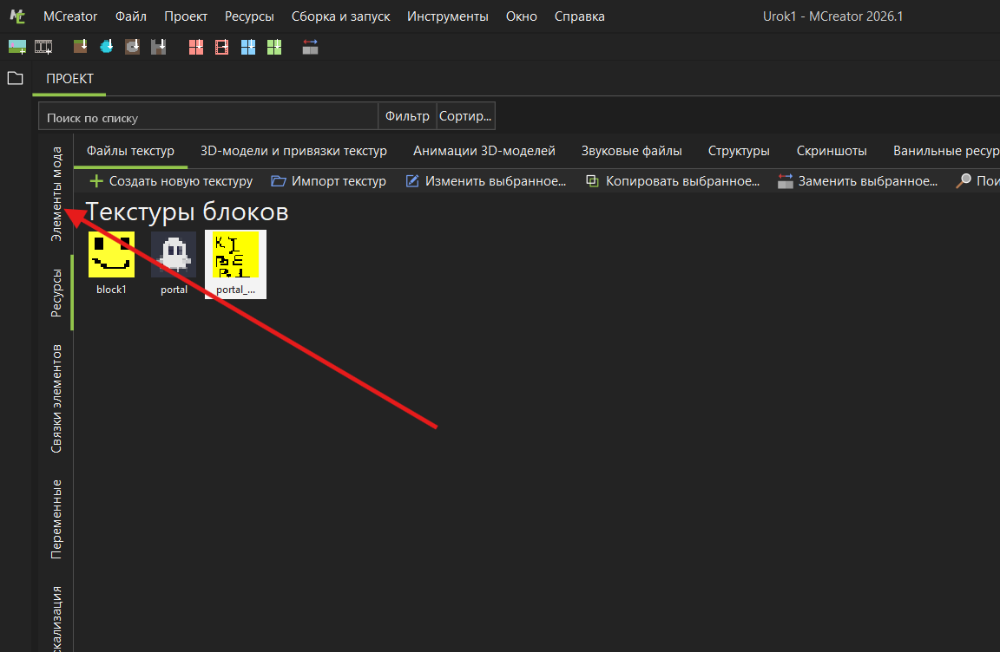 MCreator Файл Проект Ресурсы Сборка и запуск Инструменты Окно Справка Urok1 - MCreator 2026.1
ПРОЕКТ
Поиск по списку Фильтр Сортир...
Файлы текстур 3D-модели и привязки текстур Анимации 3D-моделей Звуковые файлы Структуры Скриншоты Ванильные ресур
Создать новую текстуру Импорт текстур Изменить выбранное... Копировать выбранное... Заменить выбранное... Пои
Текстуры блоков
block1 portal portal_...
Элементы мода
Ресурсы
Связки элементов
Переменные
кализация